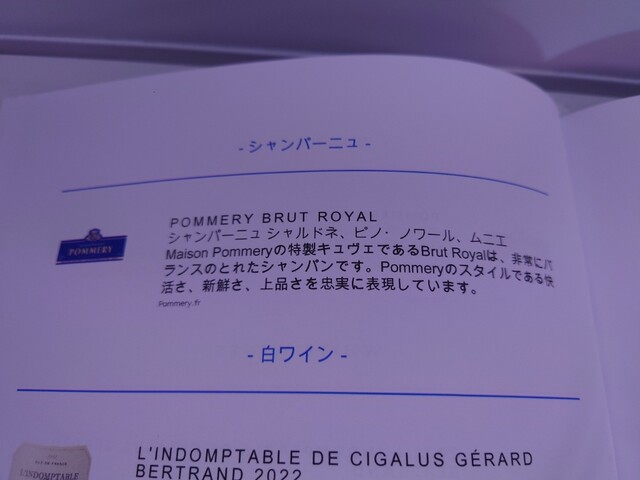 - シャンパーニュ -
POMMERY BRUT ROYAL
シャンパーニュ シャルドネ、ピノ・ ノワール、ムニエ
POMMERY
Maison Pommeryの特製キュヴェであるBrut Royalは、非常にバ
ランスのとれたシャンパンです。Pommeryのスタイルである快
活さ、新鮮さ、上品さを忠実に表現しています。
Pommery.fr
- 白ワイン -
L'INDOMPTABLE DE CIGALUS GÉRARD
BERTRAND 2022
L'INDOMPTABLE